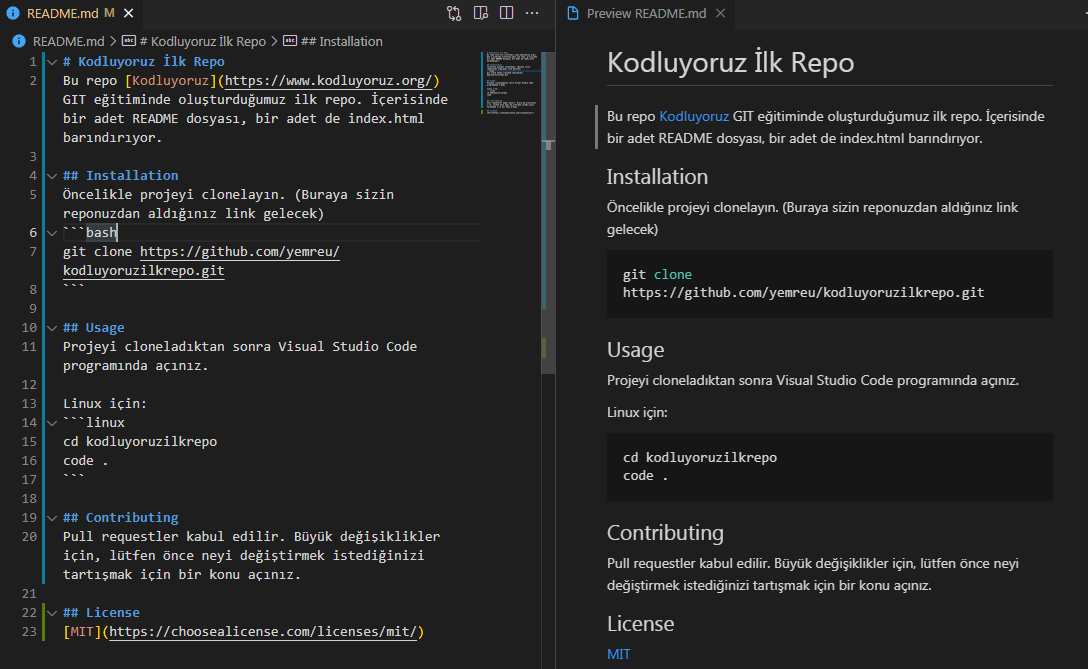 README.md M
README.md > # Kodluyoruz İlk Repo > ## Installation
1 # Kodluyoruz İlk Repo
2 Bu repo [Kodluyoruz](https://www.kodluyoruz.org/)
GIT eğitiminde oluşturduğumuz ilk repo. İçerisinde
bir adet README dosyası, bir adet de index.html
barındırıyor.
3
4 ## Installation
5 Öncelikle projeyi clonelayın. (Buraya sizin
reponuzdan aldığınız link gelecek)
6 ```bash
7 git clone https://github.com/yemreu/
kodluyoruzilkrepo.git
8 ```
9
10 ## Usage
11 Projeyi cloneladıktan sonra Visual Studio Code
programında açınız.
12
13 Linux için:
14 ```linux
15 cd kodluyoruzilkrepo
16 code .
17 ```
18
19 ## Contributing
20 Pull requestler kabul edilir. Büyük değişiklikler
için, lütfen önce neyi değiştirmek istediğinizi
tartışmak için bir konu açınız.
21
22 ## License
23 [MIT](https://choosealicense.com/licenses/mit/)
Preview README.md
Kodluyoruz İlk Repo
Bu repo Kodluyoruz GIT eğitiminde oluşturduğumuz ilk repo. İçerisinde
bir adet README dosyası, bir adet de index.html barındırıyor.
Installation
Öncelikle projeyi clonelayın. (Buraya sizin reponuzdan aldığınız link
gelecek)
git clone
https://github.com/yemreu/kodluyoruzilkrepo.git
Usage
Projeyi cloneladıktan sonra Visual Studio Code programında açınız.
Linux için:
cd kodluyoruzilkrepo
code .
Contributing
Pull requestler kabul edilir. Büyük değişiklikler için, lütfen önce neyi
değiştirmek istediğinizi tartışmak için bir konu açınız.
License
MIT